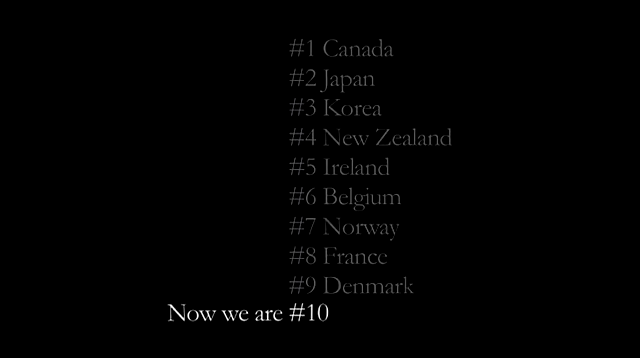 #1 Canada
#2 Japan
#3 Korea
#4 New Zealand
#5 Ireland
#6 Belgium
#7 Norway
#8 France
#9 Denmark
Now we are #10